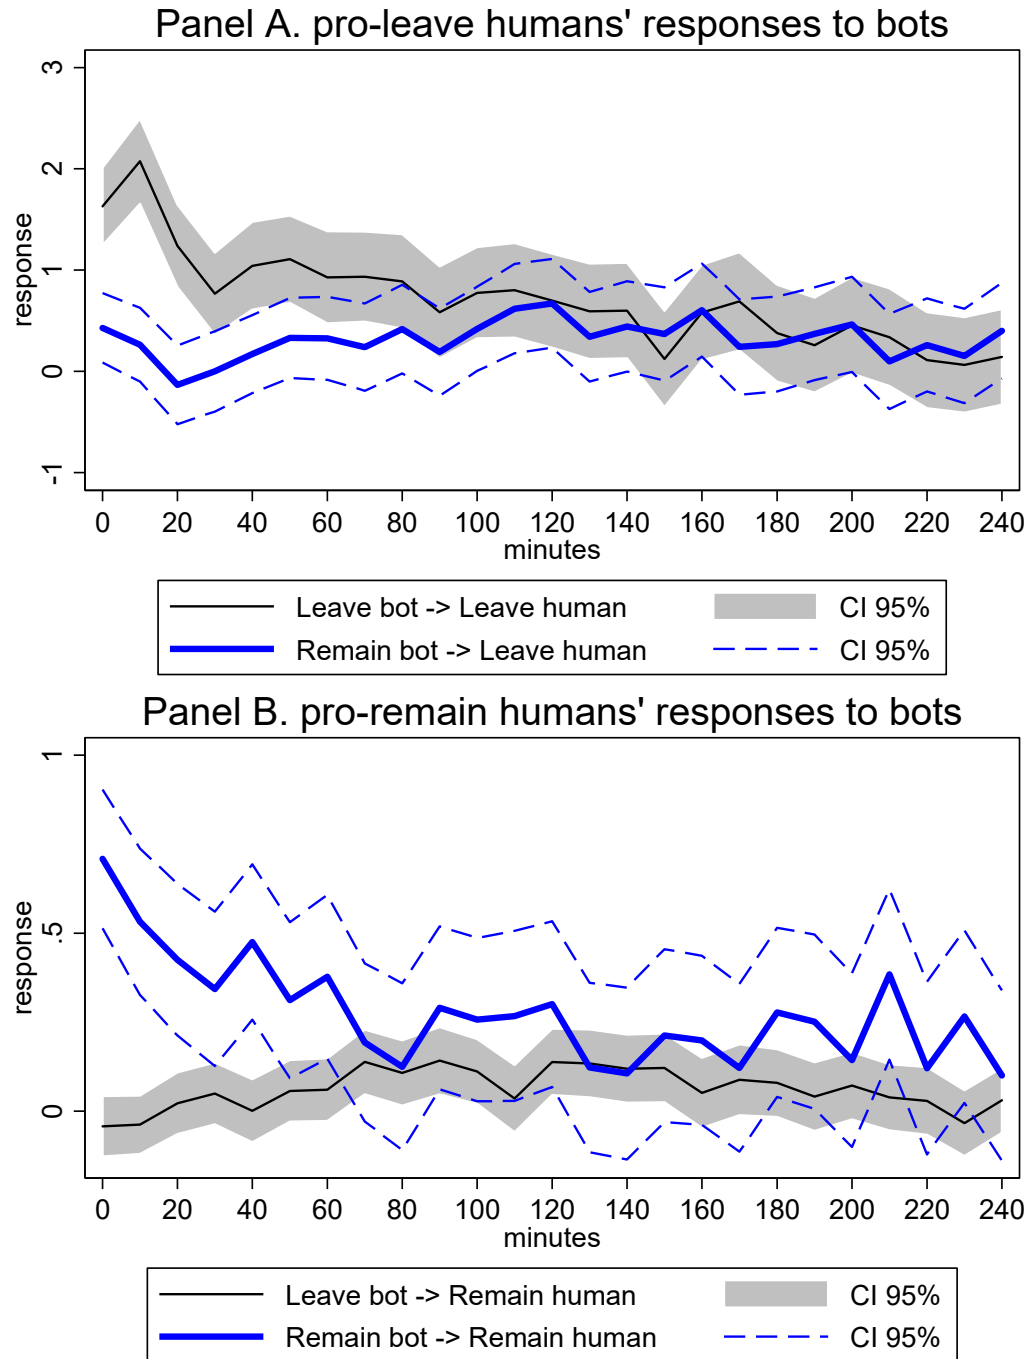 Panel A. pro-leave humans' responses to bots
3
2
1
0
-1
response
0 20 40 60 80 100 120 140 160 180 200 220 240
minutes
Leave bot -> Leave human CI 95%
Remain bot -> Leave human CI 95%
Panel B. pro-remain humans' responses to bots
1
.5
0
response
0 20 40 60 80 100 120 140 160 180 200 220 240
minutes
Leave bot -> Remain human CI 95%
Remain bot -> Remain human CI 95%